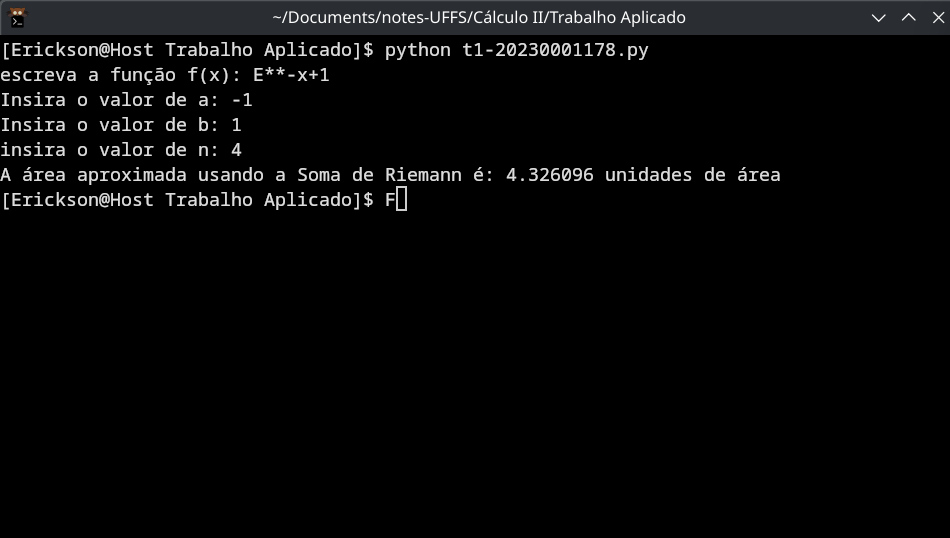 ~/Documents/notes-UFFS/Cálculo II/Trabalho Aplicado
[Erickson@Host Trabalho Aplicado]$ python t1-20230001178.py
escreva a função f(x): E**-x+1
Insira o valor de a: -1
Insira o valor de b: 1
insira o valor de n: 4
A área aproximada usando a Soma de Riemann é: 4.326096 unidades de área
[Erickson@Host Trabalho Aplicado]$ F